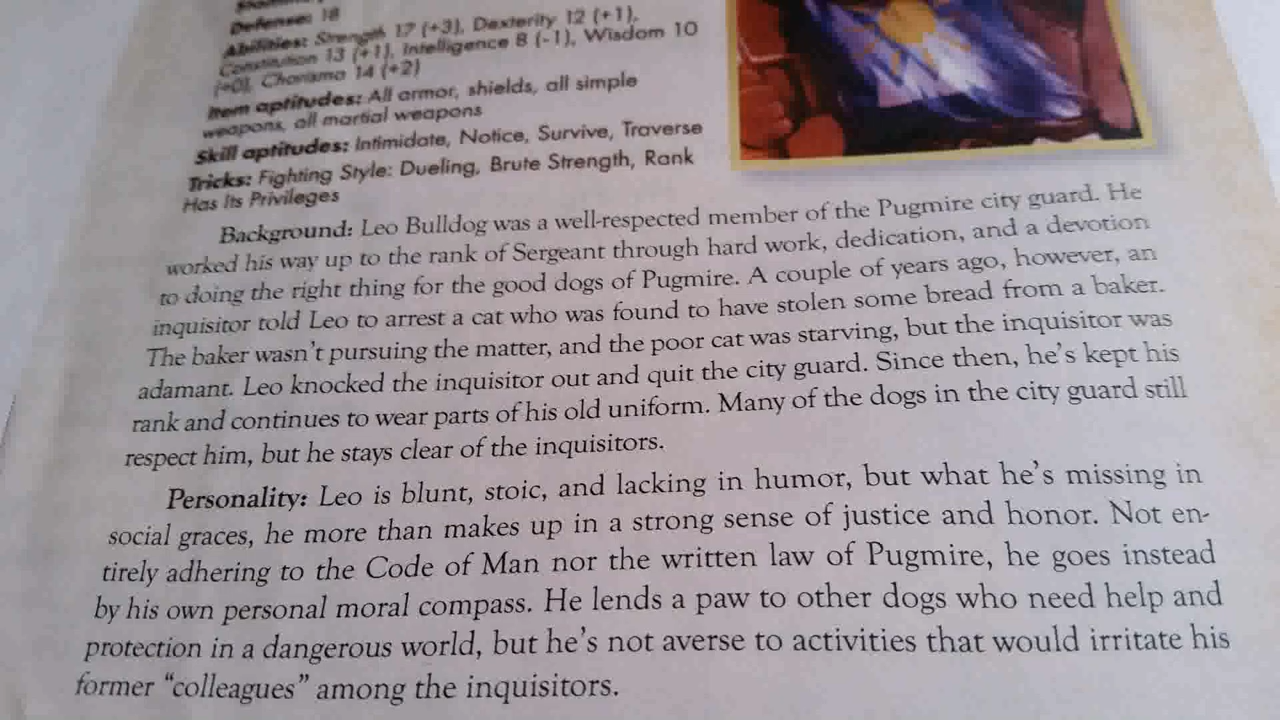 Defense: 18
Abilities: Strength 17 (+3), Dexterity 12 (+1),
Constitution 13 (+1), Intelligence 8 (-1), Wisdom 10
(+0), Charisma 14 (+2)
Item aptitudes: All armor, shields, all simple
weapons, all martial weapons
Skill aptitudes: Intimidate, Notice, Survive, Traverse
Tricks: Fighting Style: Dueling, Brute Strength, Rank
Has Its Privileges
Background: Leo Bulldog was a well-respected member of the Pugmire city guard. He
worked his way up to the rank of Sergeant through hard work, dedication, and a devotion
to doing the right thing for the good dogs of Pugmire. A couple of years ago, however, an
inquisitor told Leo to arrest a cat who was found to have stolen some bread from a baker.
The baker wasn't pursuing the matter, and the poor cat was starving, but the inquisitor was
adamant. Leo knocked the inquisitor out and quit the city guard. Since then, he's kept his
rank and continues to wear parts of his old uniform. Many of the dogs in the city guard still
respect him, but he stays clear of the inquisitors.
Personality: Leo is blunt, stoic, and lacking in humor, but what he's missing in
social graces, he more than makes up in a strong sense of justice and honor. Not en-
tirely adhering to the Code of Man nor the written law of Pugmire, he goes instead
by his own personal moral compass. He lends a paw to other dogs who need help and
protection in a dangerous world, but he's not averse to activities that would irritate his
former "colleagues" among the inquisitors.